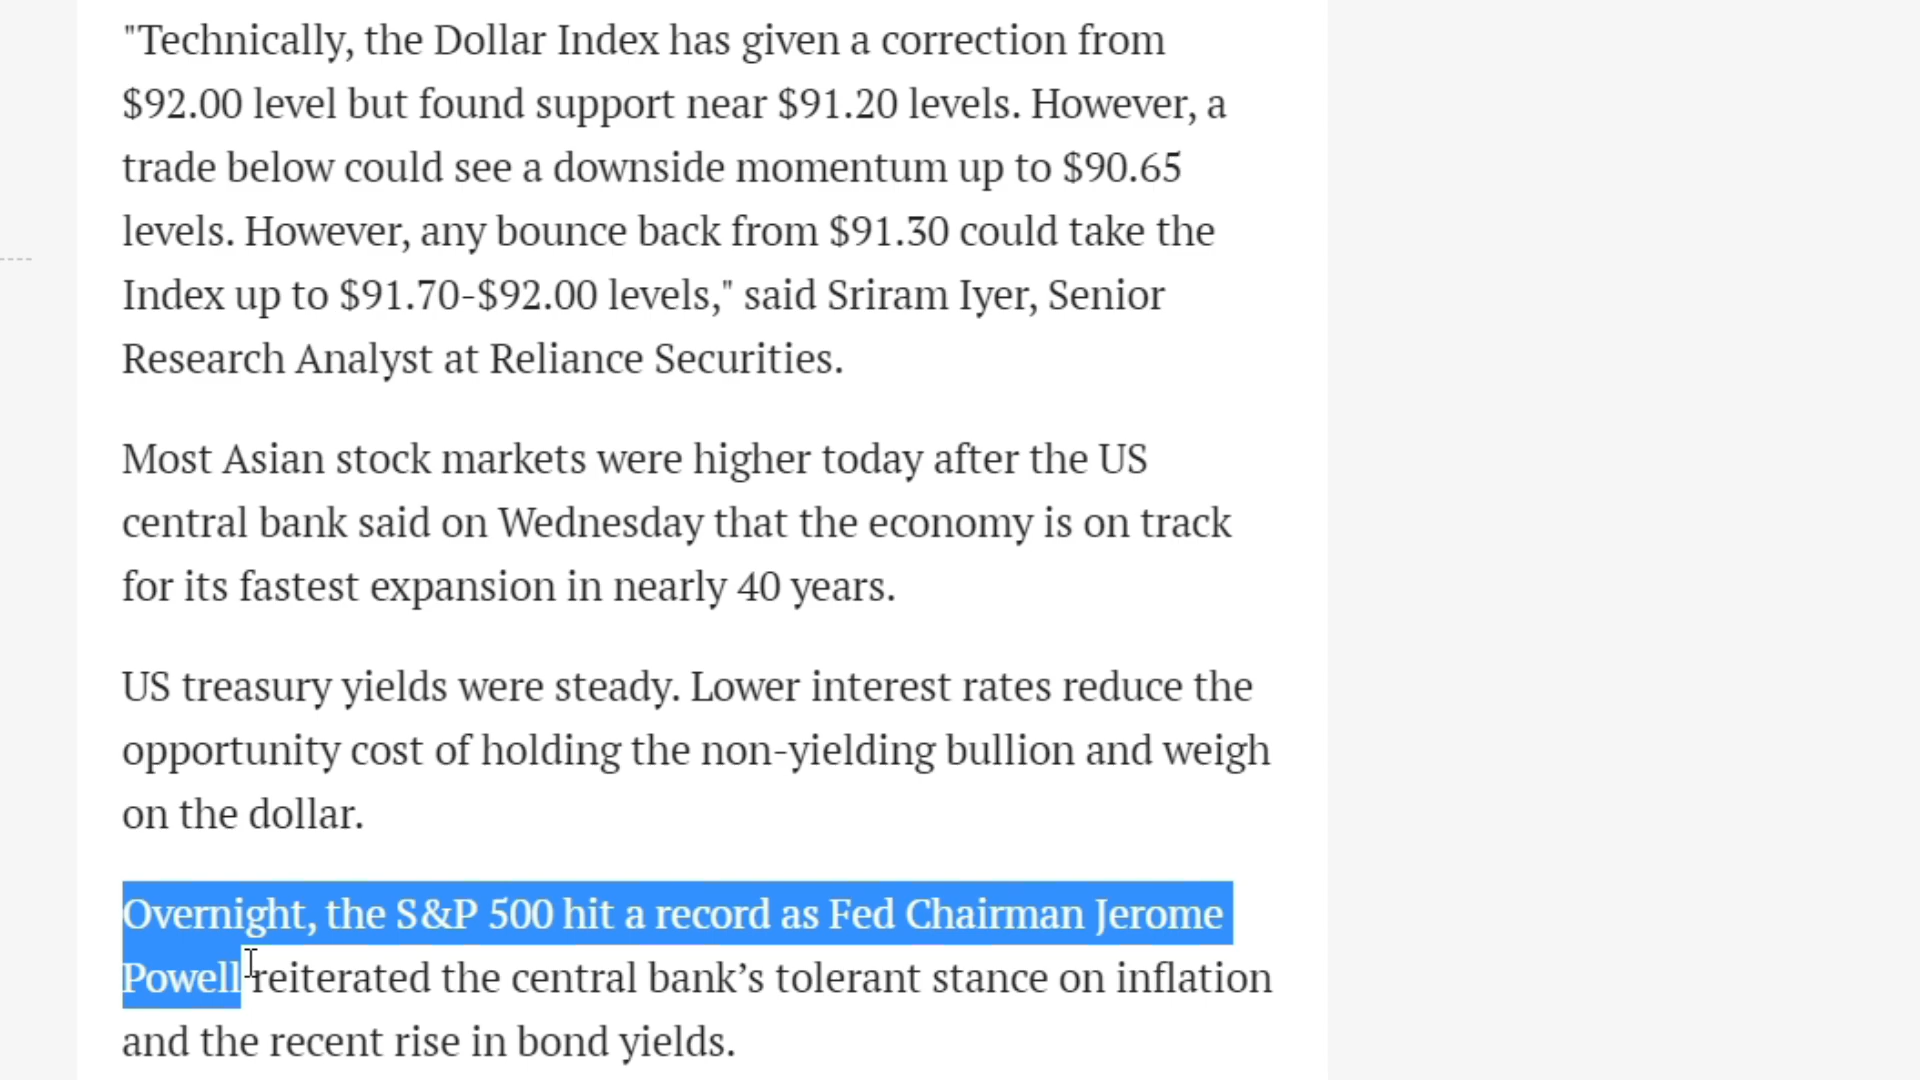 "Technically, the Dollar Index has given a correction from
$92.00 level but found support near $91.20 levels. However, a
trade below could see a downside momentum up to $90.65
levels. However, any bounce back from $91.30 could take the
Index up to $91.70-$92.00 levels," said Sriram Iyer, Senior
Research Analyst at Reliance Securities.
Most Asian stock markets were higher today after the US
central bank said on Wednesday that the economy is on track
for its fastest expansion in nearly 40 years.
US treasury yields were steady. Lower interest rates reduce the
opportunity cost of holding the non-yielding bullion and weigh
on the dollar.
Overnight, the S&P 500 hit a record as Fed Chairman Jerome
Powell reiterated the central bank’s tolerant stance on inflation
and the recent rise in bond yields.